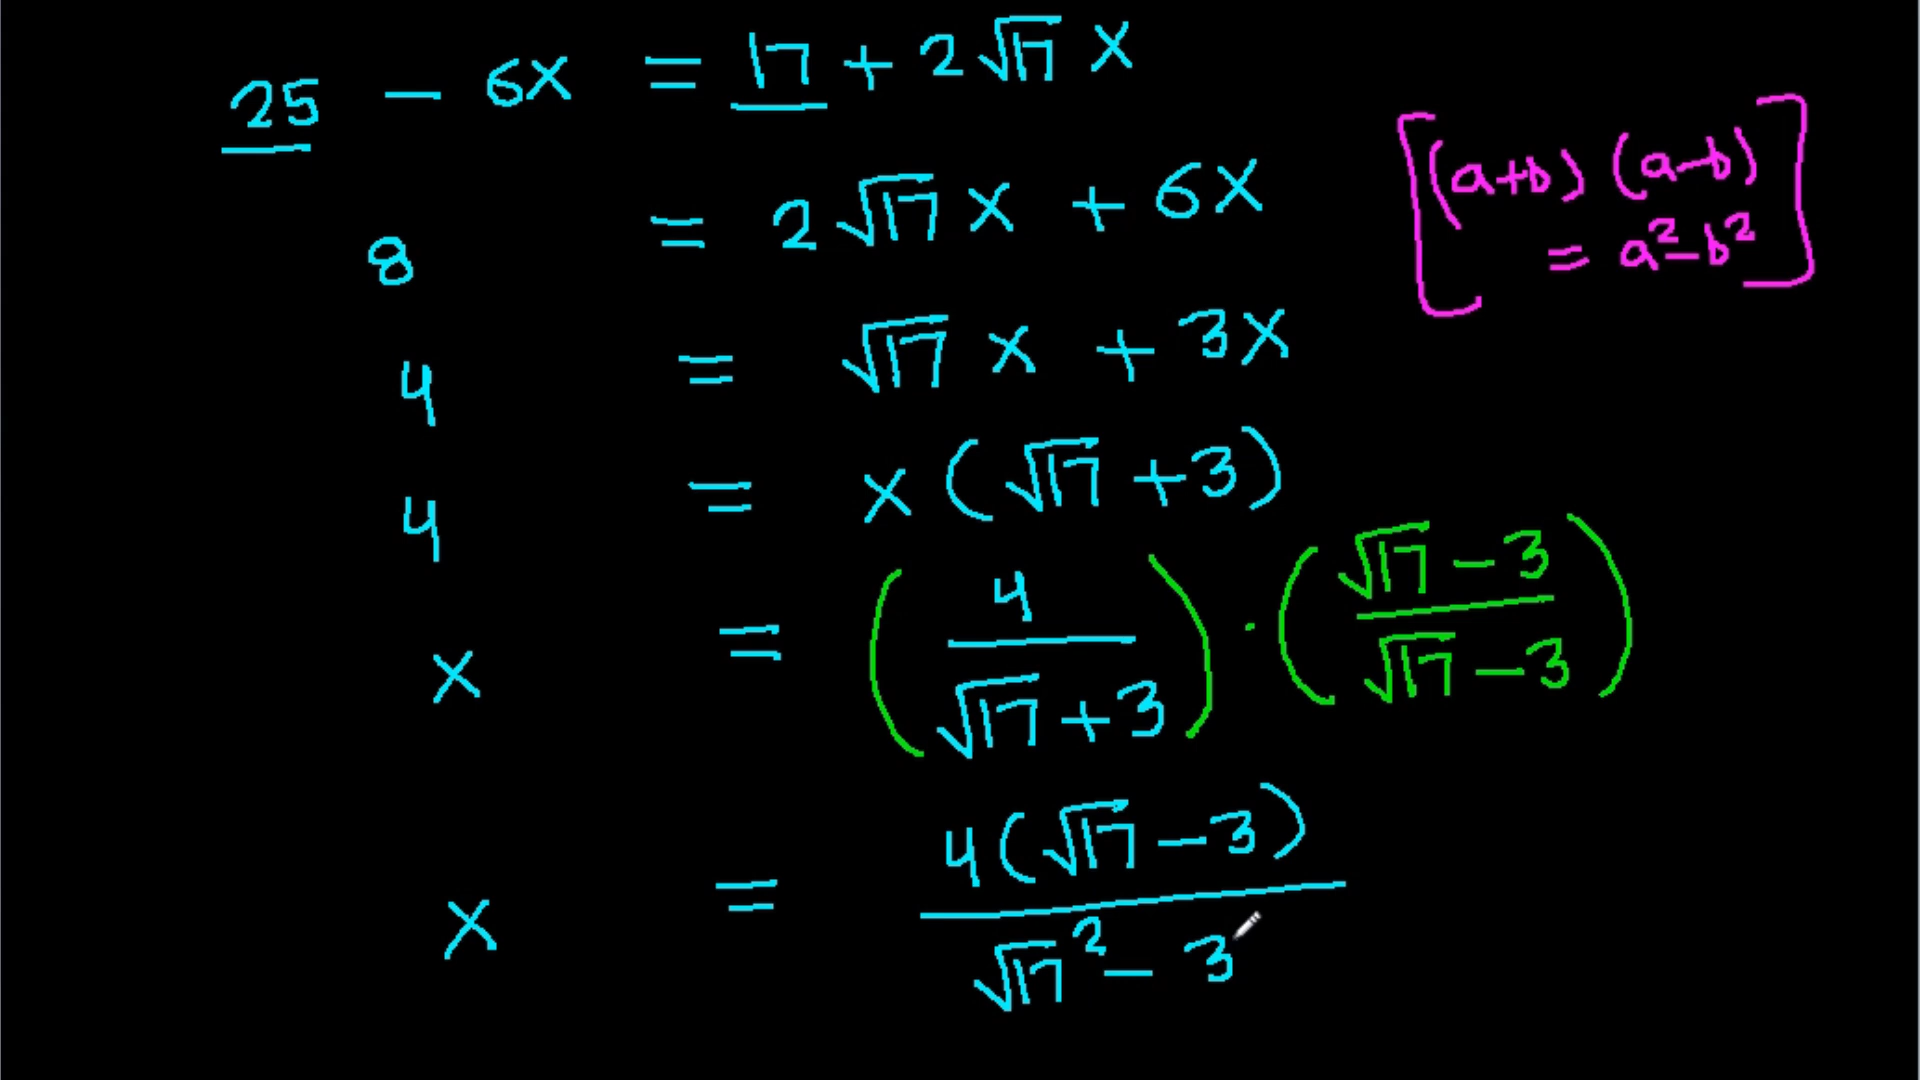 25 - 6x = 17 + 2√17 x
8 = 2√17 x + 6x
[(a+b) (a-b)
= a²-b²]
4 = √17 x + 3x
4 = x (√17 + 3)
x = (4/(√17 + 3)) · ((√17 - 3)/(√17 - 3))
x = 4(√17 - 3)/(√17² - 3)